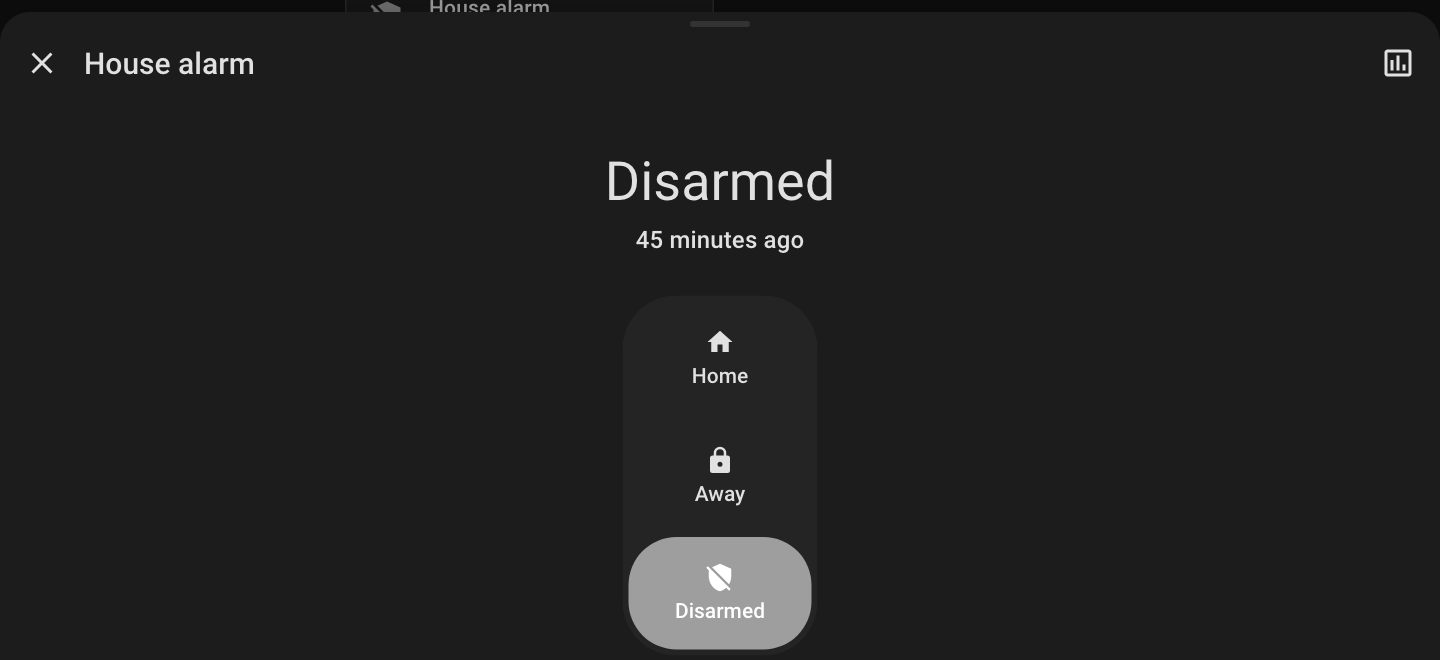 House alarm
House alarm
Disarmed
45 minutes ago
Home
Away
Disarmed